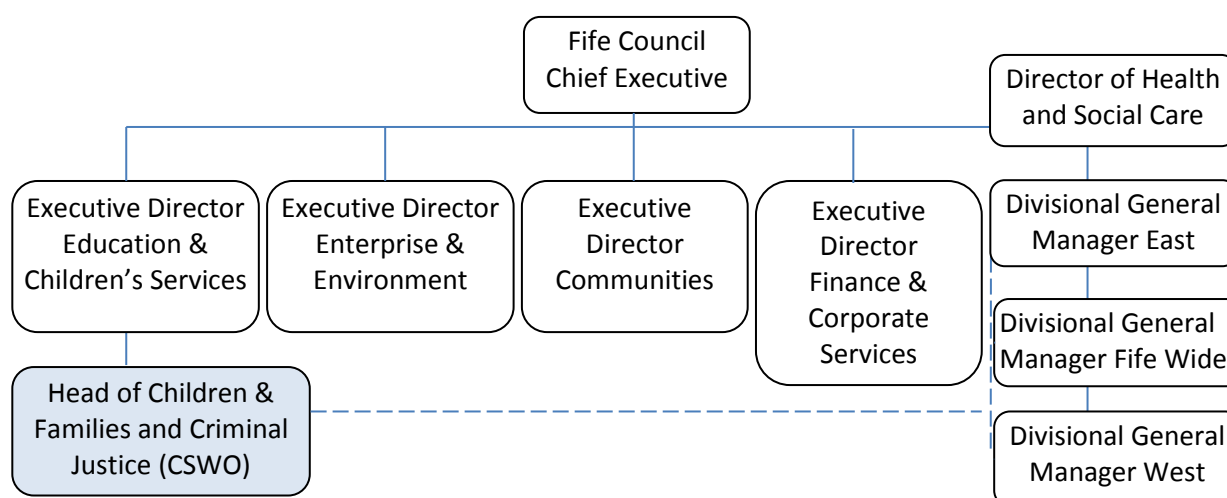 Fife Council
Chief Executive
Director of Health
and Social Care
Executive Director
Education &
Children’s Services
Executive Director
Enterprise &
Environment
Executive
Director
Communities
Executive
Director
Finance &
Corporate
Services
Divisional General
Manager East
Divisional General
Manager Fife Wide
Head of Children &
Families and Criminal
Justice (CSWO)
Divisional General
Manager West